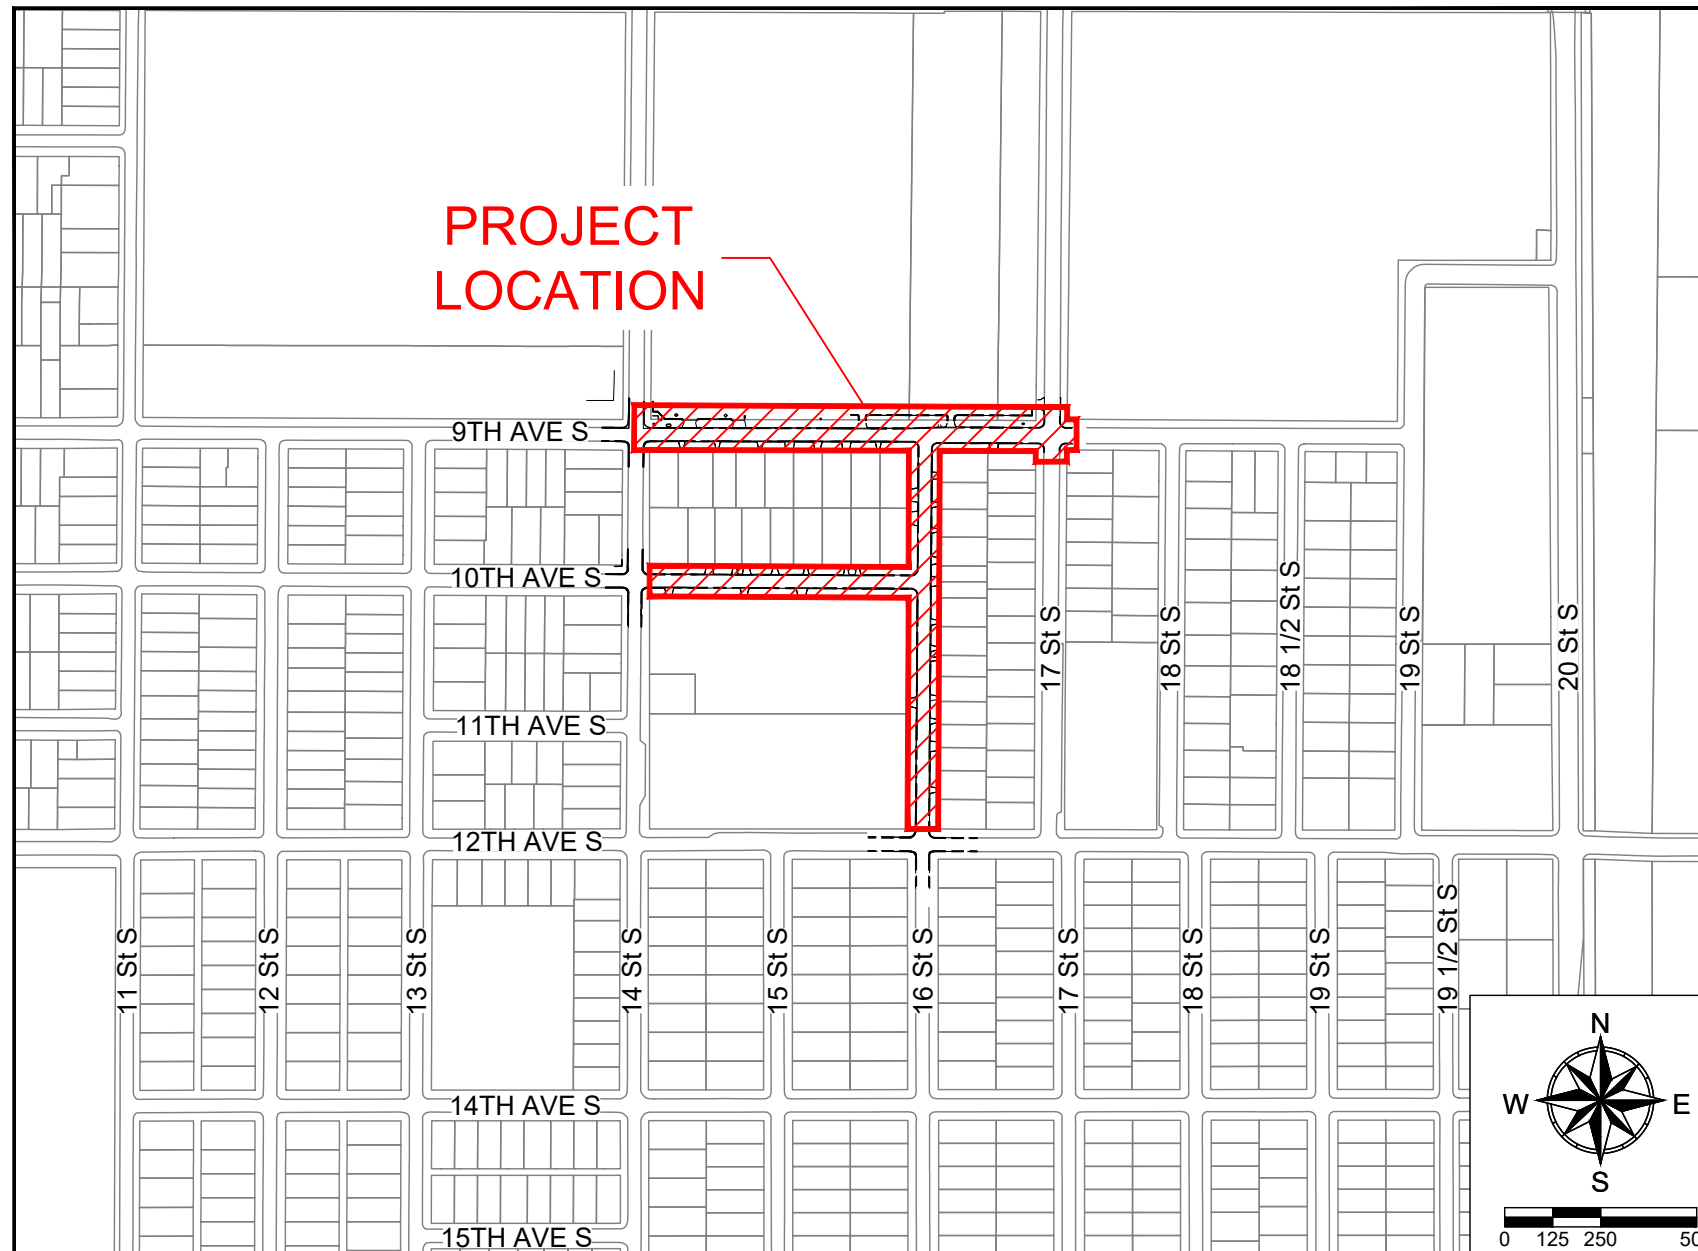 PROJECT
LOCATION
9TH AVE S
10TH AVE S
11TH AVE S
12TH AVE S
14TH AVE S
15TH AVE S
17 St S
18 St S
18 1/2 St S
19 St S
20 St S
11 St S
12 St S
13 St S
14 St S
15 St S
16 St S
17 St S
18 St S
19 St S
19 1/2 St S
N
W
E
S
0 125 250